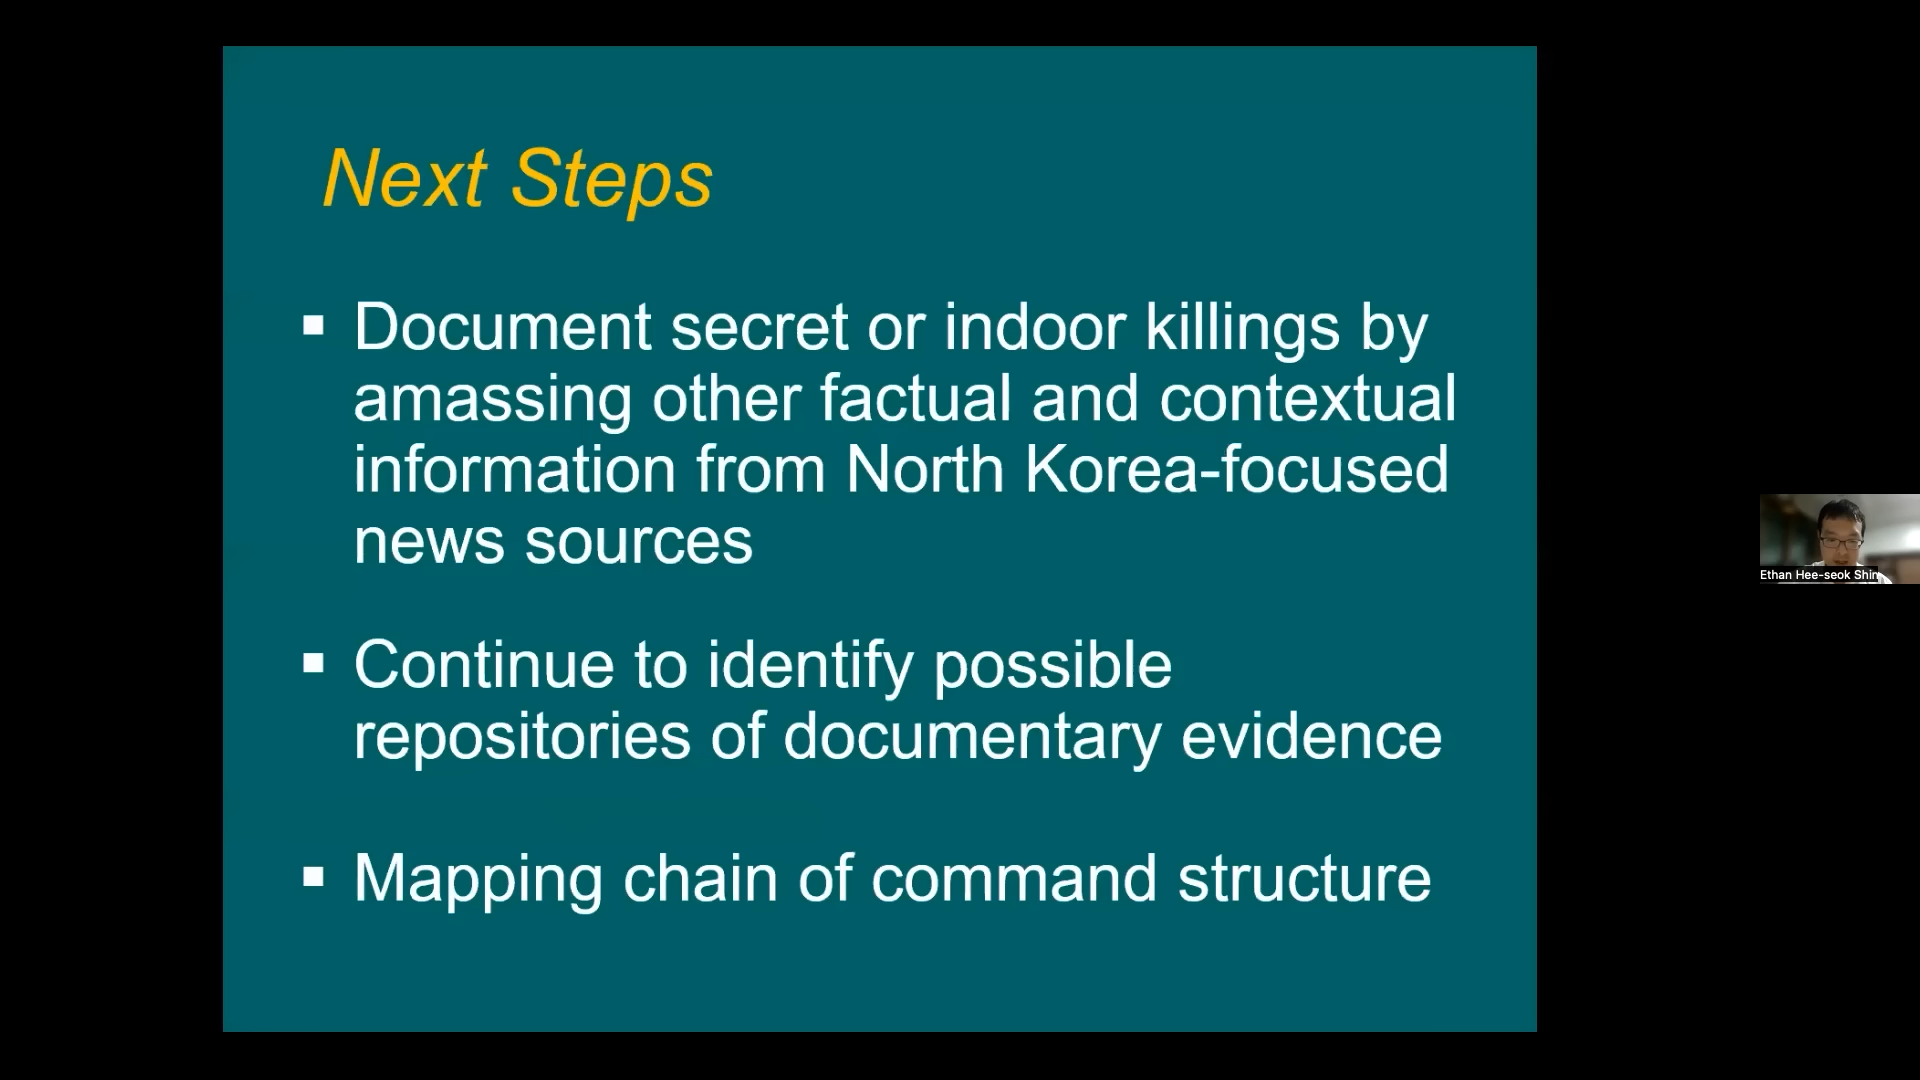 Next Steps
▪ Document secret or indoor killings by
amassing other factual and contextual
information from North Korea-focused
news sources
▪ Continue to identify possible
repositories of documentary evidence
▪ Mapping chain of command structure
Ethan Hee-seok Shin